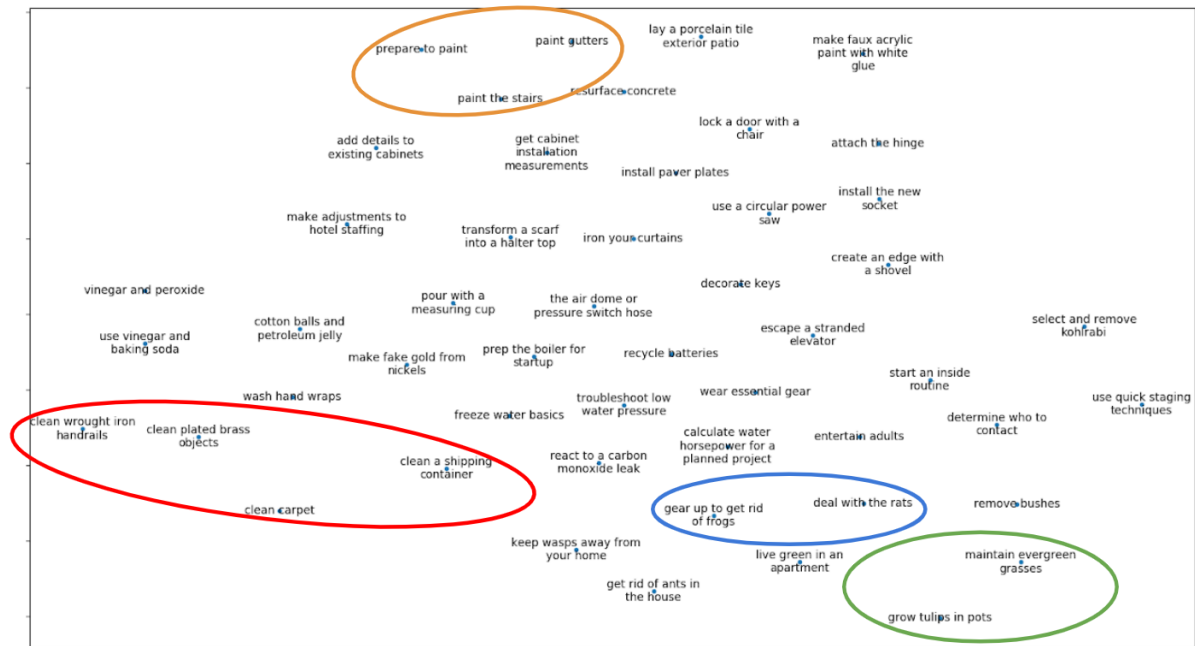 prepare to paint
paint gutters
lay a porcelain tile
exterior patio
make faux acrylic
paint with white
glue
paint the stairs
resurface concrete
lock a door with a
chair
attach the hinge
add details to
existing cabinets
get cabinet
installation
measurements
install paver plates
install the new
socket
use a circular power
saw
make adjustments to
hotel staffing
transform a scarf
into a halter top
iron your curtains
create an edge with
a shovel
decorate keys
vinegar and peroxide
pour with a
measuring cup
the air dome or
pressure switch hose
cotton balls and
petroleum jelly
use vinegar and
baking soda
escape a stranded
elevator
select and remove
kohlrabi
make fake gold from
nickels
prep the boiler for
startup
recycle batteries
start an inside
routine
wash hand wraps
wear essential gear
troubleshoot low
water pressure
use quick staging
techniques
freeze water basics
determine who to
contact
clean wrought iron
handrails
clean plated brass
objects
calculate water
horsepower for a
planned project
entertain adults
clean a shipping
container
react to a carbon
monoxide leak
clean carpet
gear up to get rid
of frogs
deal with the rats
remove bushes
keep wasps away from
your home
live green in an
apartment
maintain evergreen
grasses
get rid of ants in
the house
grow tulips in pots